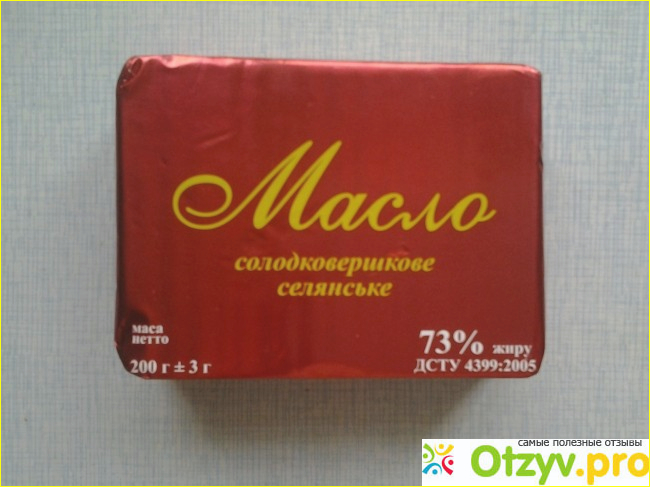 Масло
солодковершкове
селянське
маса
нетто
200 г ± 3 г
73% жиру
ДСТУ 4399:2005
самые полезные отзывы
Otzyv.pro